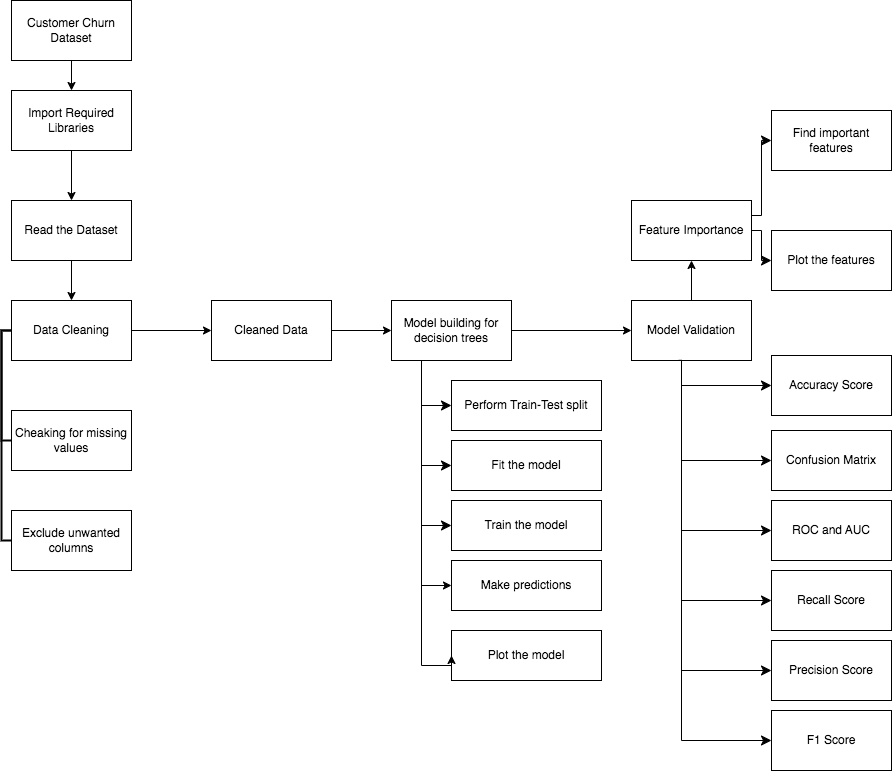 Customer Churn
Dataset
Import Required
Libraries
Read the Dataset
Data Cleaning
Cheaking for missing
values
Exclude unwanted
columns
Cleaned Data
Model building for
decision trees
Perform Train-Test split
Fit the model
Train the model
Make predictions
Plot the model
Model Validation
Feature Importance
Find important
features
Plot the features
Accuracy Score
Confusion Matrix
ROC and AUC
Recall Score
Precision Score
F1 Score